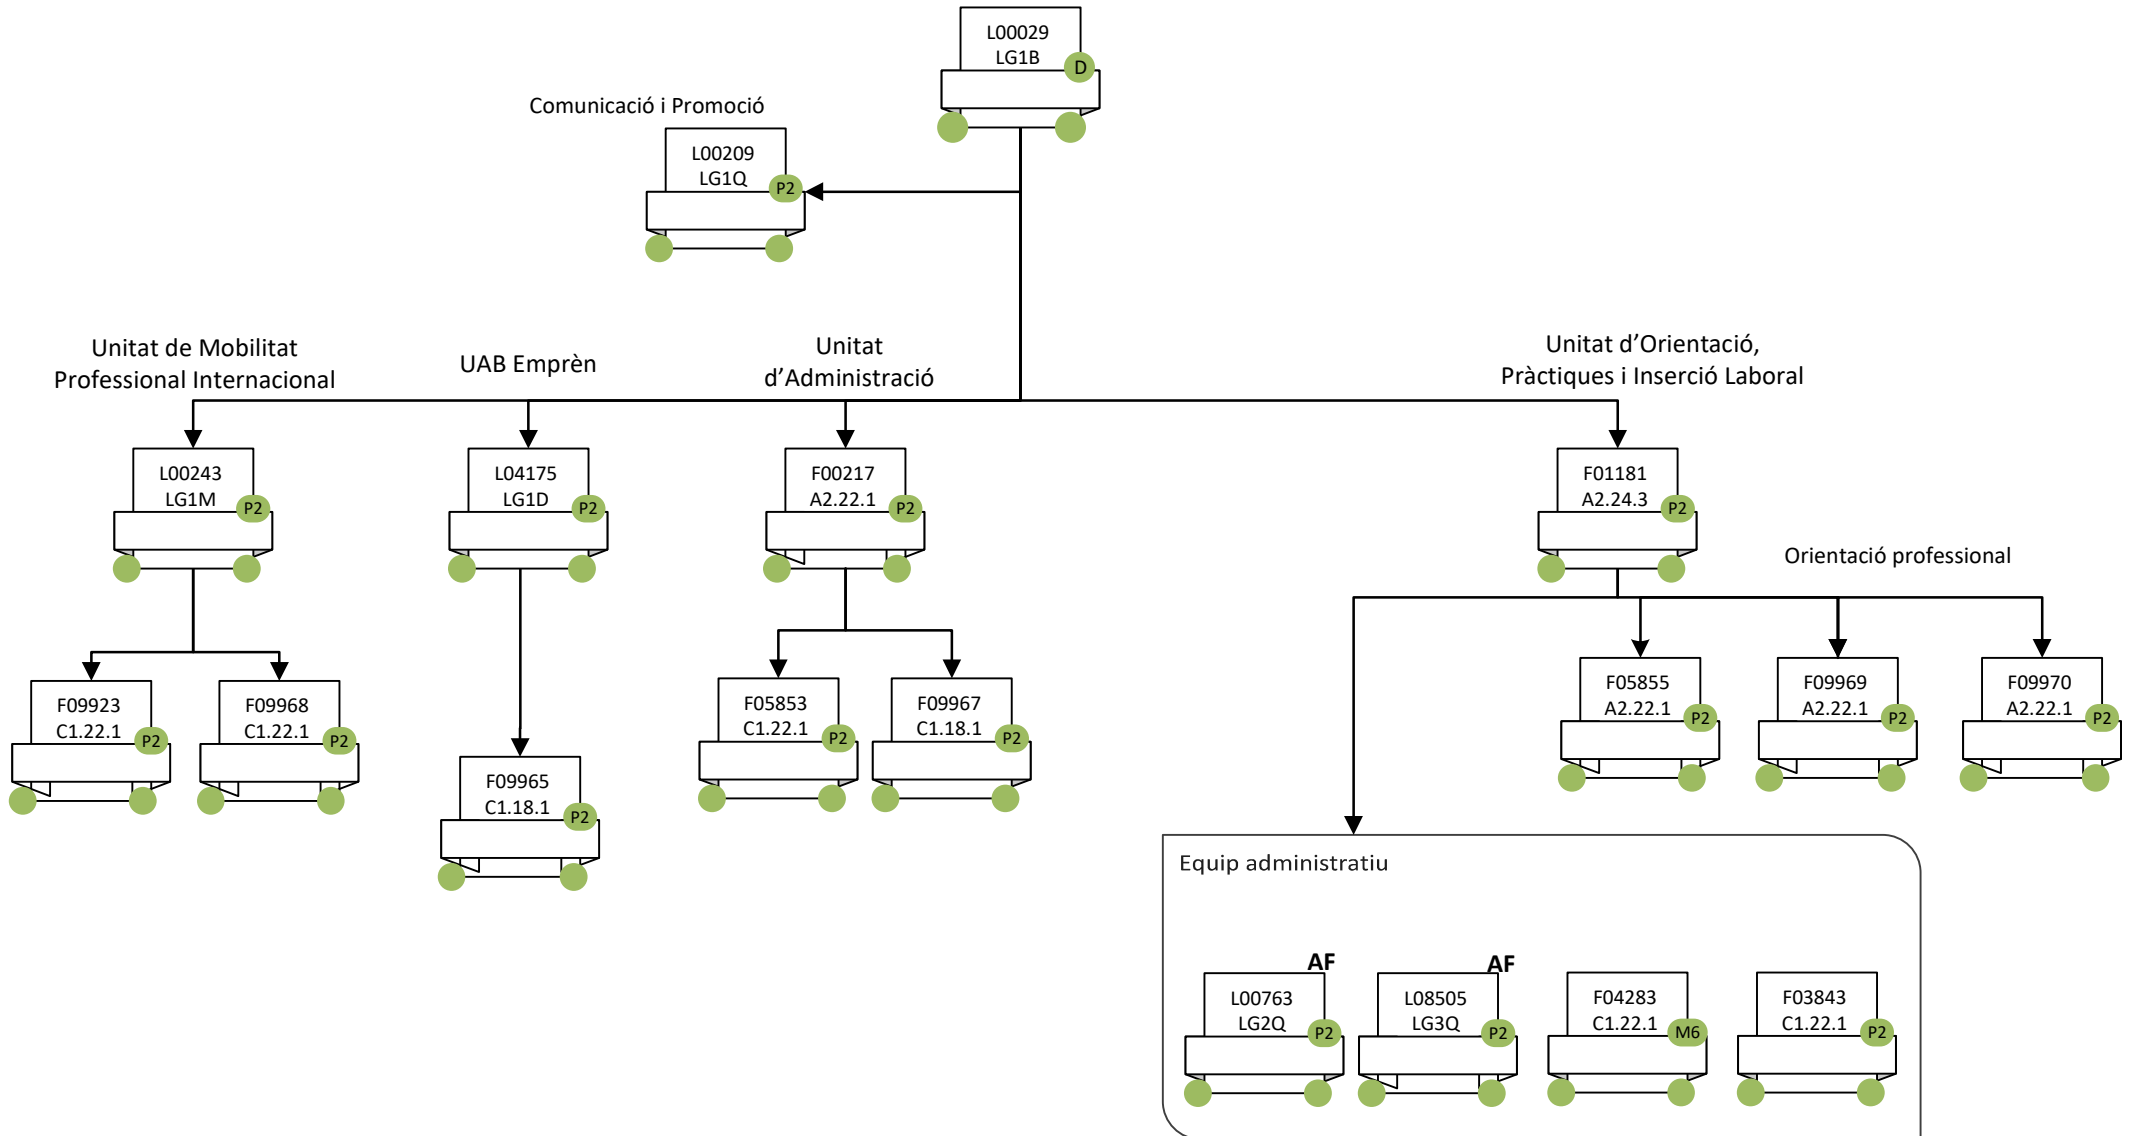 L00029
LG1B
D
Comunicació i Promoció
L00209
LG1Q
P2
Unitat de Mobilitat
Professional Internacional
UAB Emprèn
Unitat
d’Administració
Unitat d’Orientació,
Pràctiques i Inserció Laboral
L00243
LG1M
P2
L04175
LG1D
P2
F00217
A2.22.1
P2
F01181
A2.24.3
P2
Orientació professional
F09923
C1.22.1
P2
F09968
C1.22.1
P2
F09965
C1.18.1
P2
F05853
C1.22.1
P2
F09967
C1.18.1
P2
F05855
A2.22.1
P2
F09969
A2.22.1
P2
F09970
A2.22.1
P2
Equip administratiu
AF
L00763
LG2Q
P2
AF
L08505
LG3Q
P2
F04283
C1.22.1
M6
F03843
C1.22.1
P2